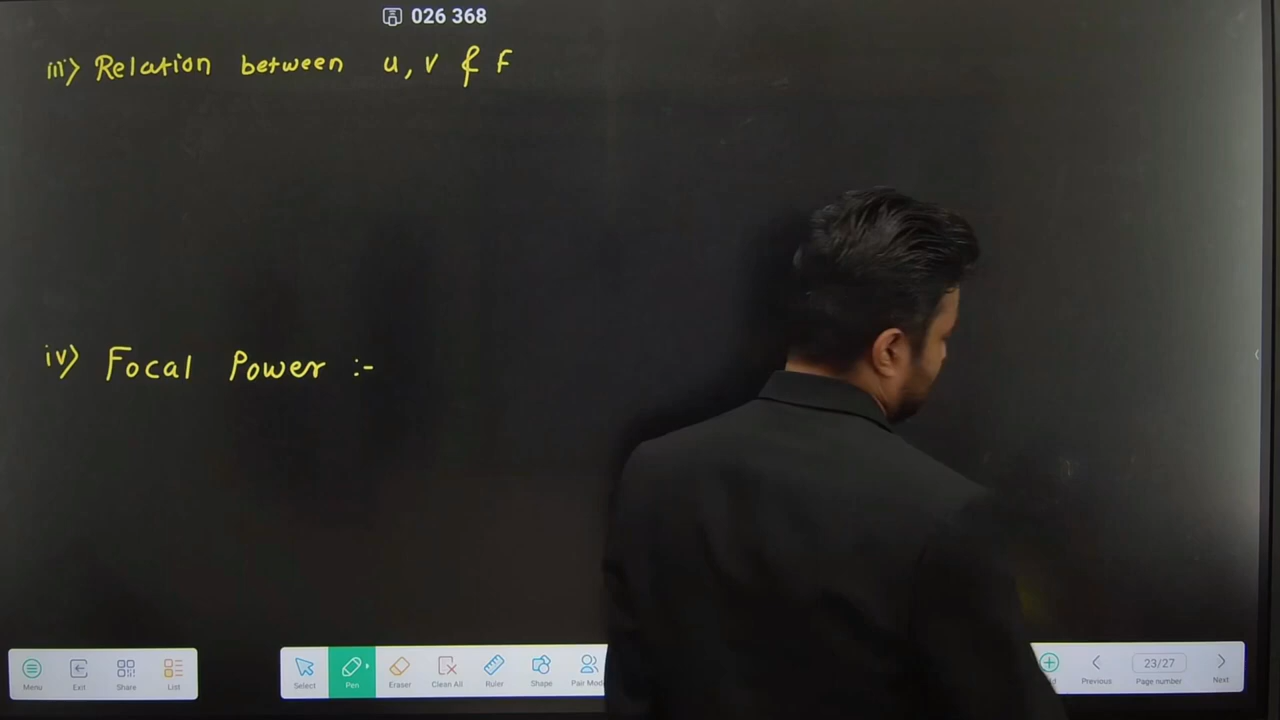 026 368
iii) Relation between u, v & f
iv) Focal Power :-
Menu Exit Share List Select Pen Eraser Clean All Ruler Shape Pair Previous 23/27 Page number Next